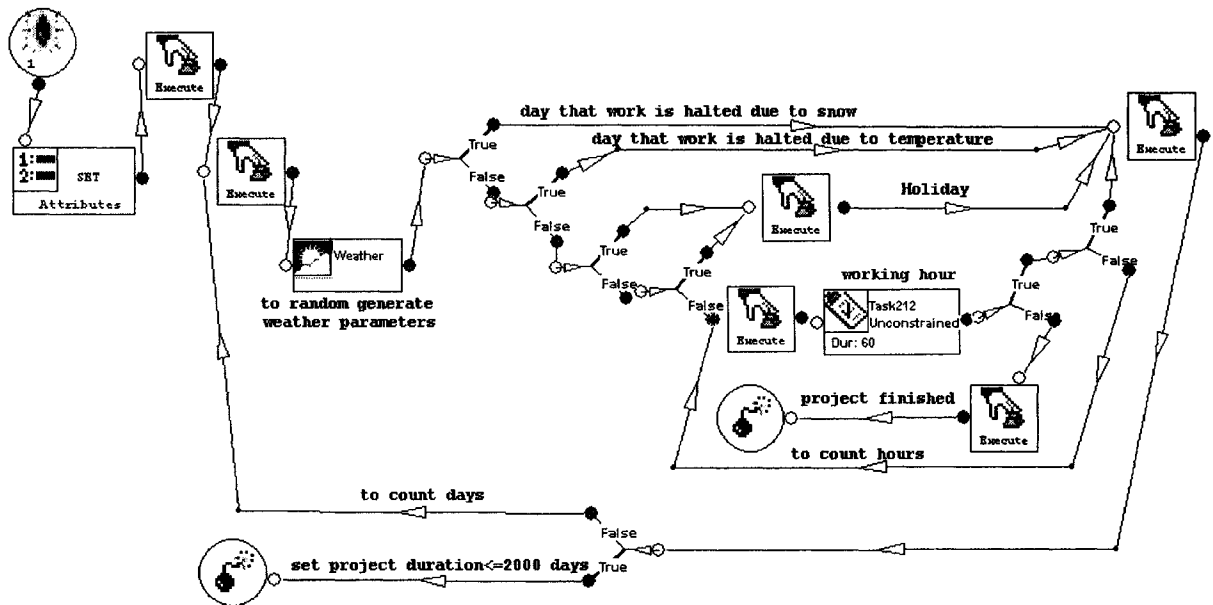 1
Execute
1:
2:
SET
Attributes
Execute
Weather
to random generate
weather parameters
True
False
day that work is halted due to snow
day that work is halted due to temperature
True
False
True
False
True
False
Execute
Holiday
Execute
working hour
Execute
Task212
Unconstrained
Dur: 60
True
False
True
False
Execute
project finished
to count hours
to count days
False
True
set project duration<=2000 days